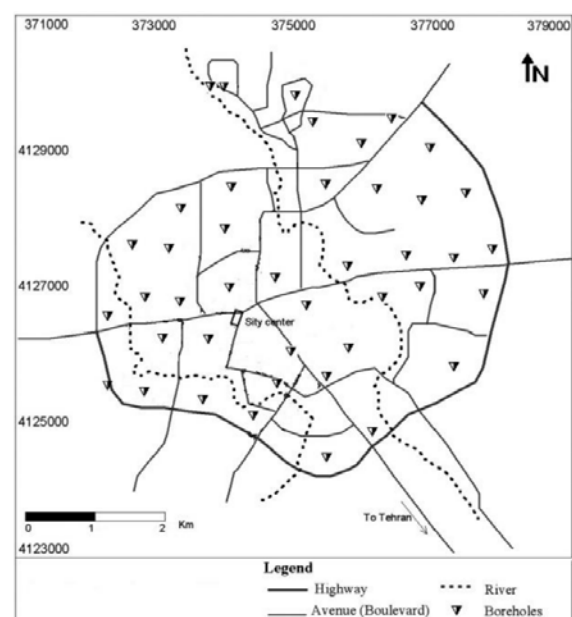 371000 373000 375000 377000 379000
N
4129000
4127000
Sity center
4125000
0 1 2 Km
To Tehran
4123000
Legend
Highway River
Avenue (Boulevard) Boreholes